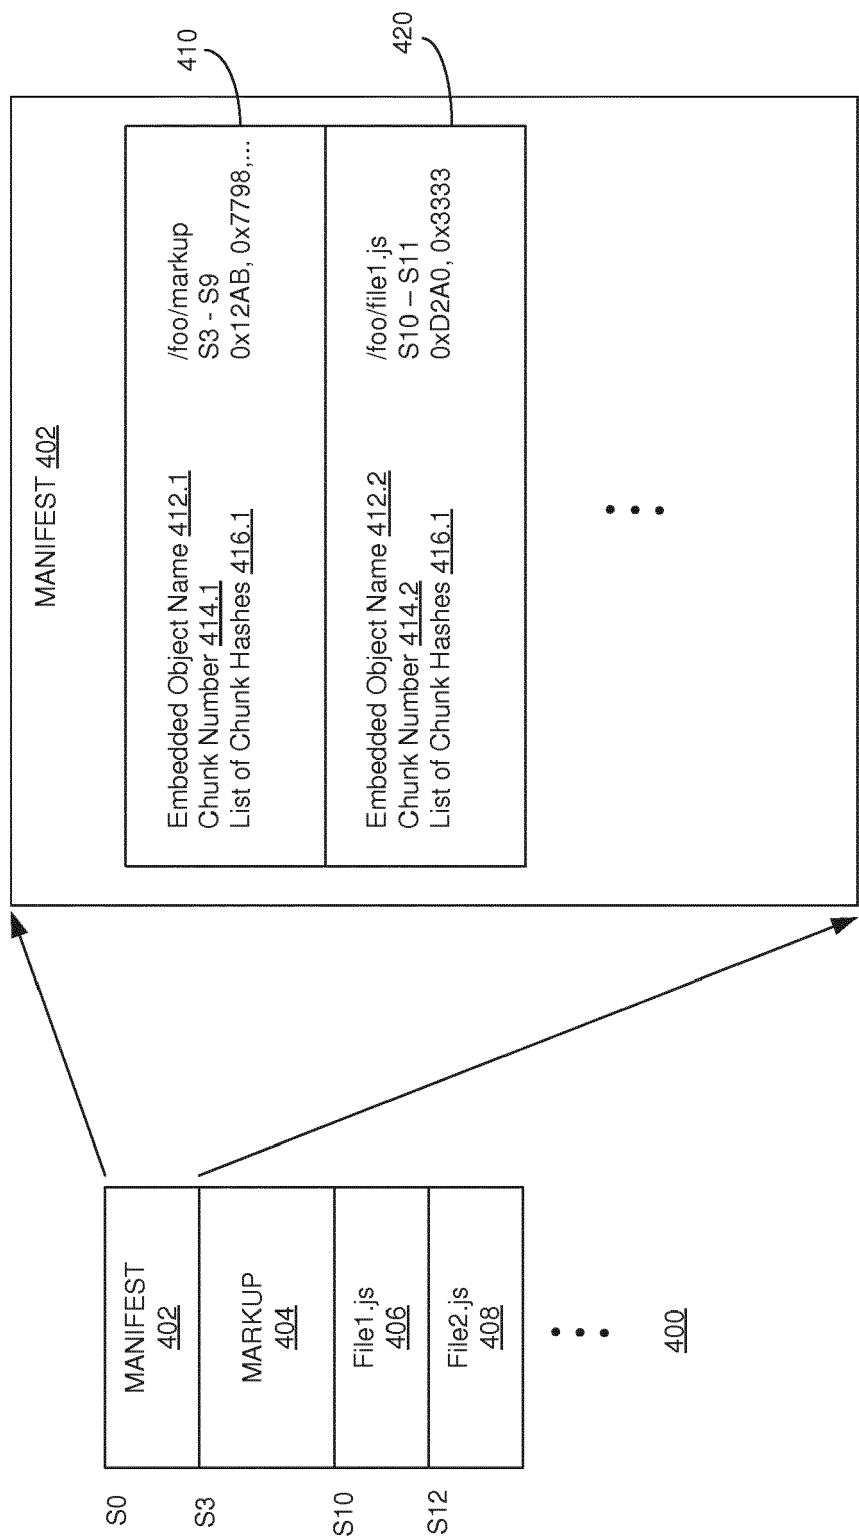 S0
MANIFEST
402
S3
MARKUP
404
S10
File1.js
406
S12
File2.js
408
400
MANIFEST 402
410
Embedded Object Name 412.1 /foo/markup
Chunk Number 414.1 S3 - S9
List of Chunk Hashes 416.1 0x12AB, 0x7798,...
420
Embedded Object Name 412.2 /foo/file1.js
Chunk Number 414.2 S10 – S11
List of Chunk Hashes 416.1 0xD2A0, 0x3333